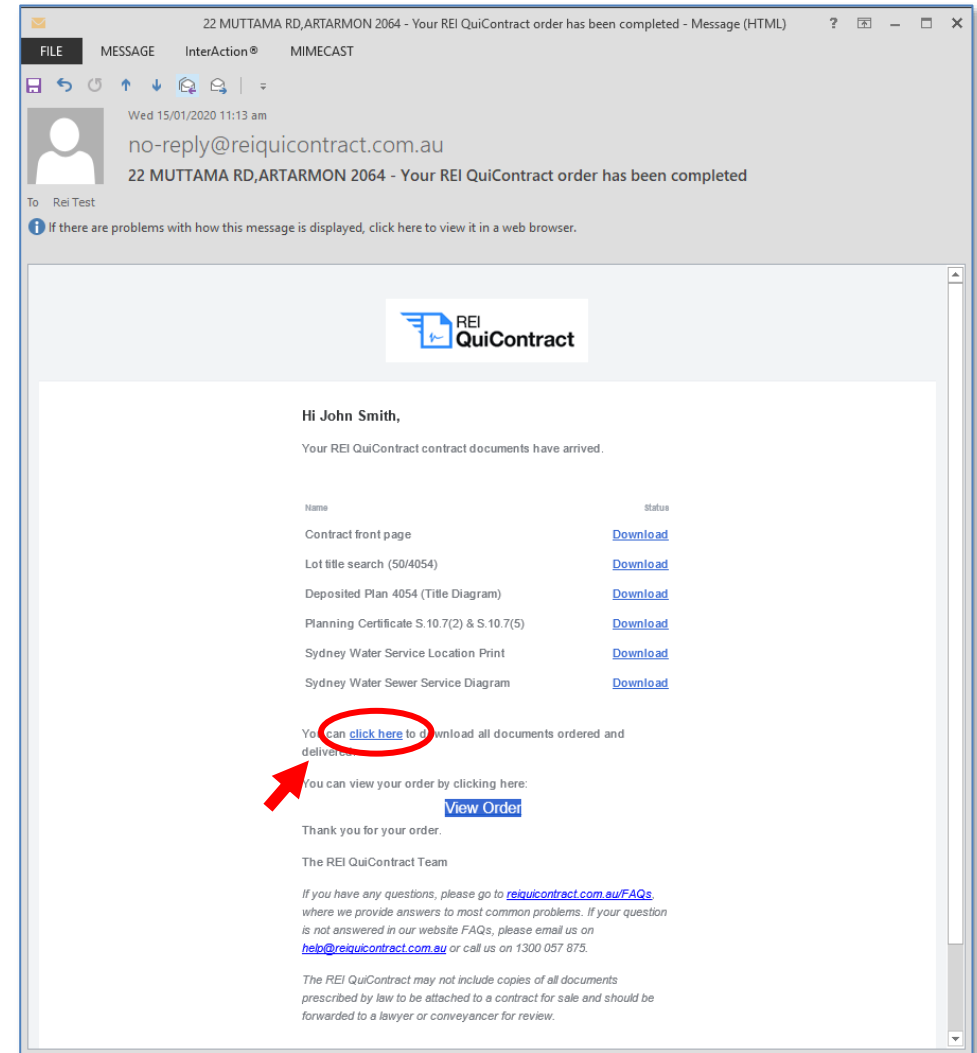 22 MUTTAMA RD,ARTARMON 2064 - Your REI QuiContract order has been completed - Message (HTML)
FILE MESSAGE InterAction® MIMECAST
Wed 15/01/2020 11:13 am
no-reply@reiquicontract.com.au
22 MUTTAMA RD,ARTARMON 2064 - Your REI QuiContract order has been completed
To Rei Test
If there are problems with how this message is displayed, click here to view it in a web browser.
REI
QuiContract
Hi John Smith,
Your REI QuiContract contract documents have arrived.
Name Status
Contract front page Download
Lot title search (50/4054) Download
Deposited Plan 4054 (Title Diagram) Download
Planning Certificate S.10.7(2) & S.10.7(5) Download
Sydney Water Service Location Print Download
Sydney Water Sewer Service Diagram Download
You can click here to download all documents ordered and
delivered.
You can view your order by clicking here:
View Order
Thank you for your order.
The REI QuiContract Team
If you have any questions, please go to reiquicontract.com.au/FAQs,
where we provide answers to most common problems. If your question
is not answered in our website FAQs, please email us on
help@reiquicontract.com.au or call us on 1300 057 875.
The REI QuiContract may not include copies of all documents
prescribed by law to be attached to a contract for sale and should be
forwarded to a lawyer or conveyancer for review.